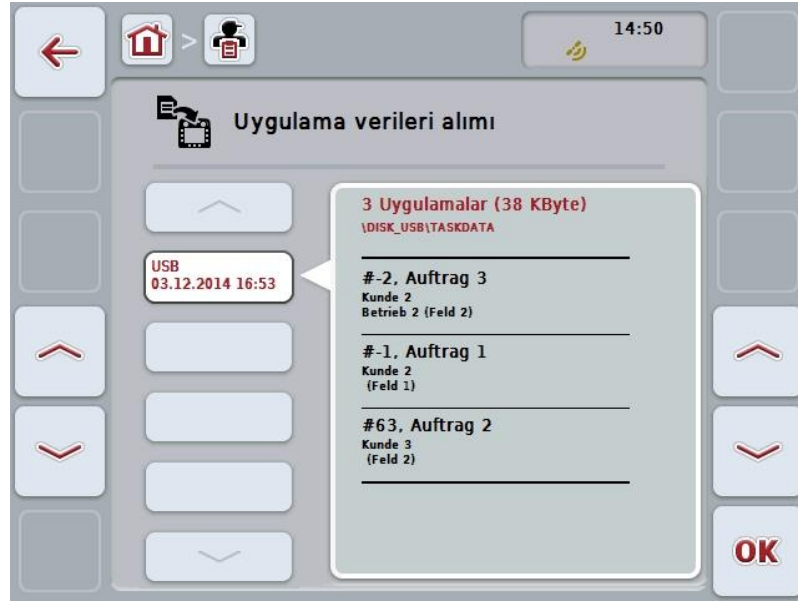 14:50
Uygulama verileri alımı
USB
03.12.2014 16:53
3 Uygulamalar (38 KByte)
\DISK_USB\TASKDATA
#-2, Auftrag 3
Kunde 2
Betrieb 2 (Feld 2)
#-1, Auftrag 1
Kunde 2
(Feld 1)
#63, Auftrag 2
Kunde 3
(Feld 2)
OK